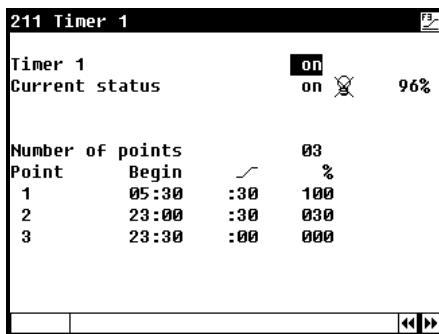 211 Timer 1 F3-
Timer 1 on
Current status on 96%
Number of points 03
Point Begin %
1 05:30 :30 100
2 23:00 :30 030
3 23:30 :00 000